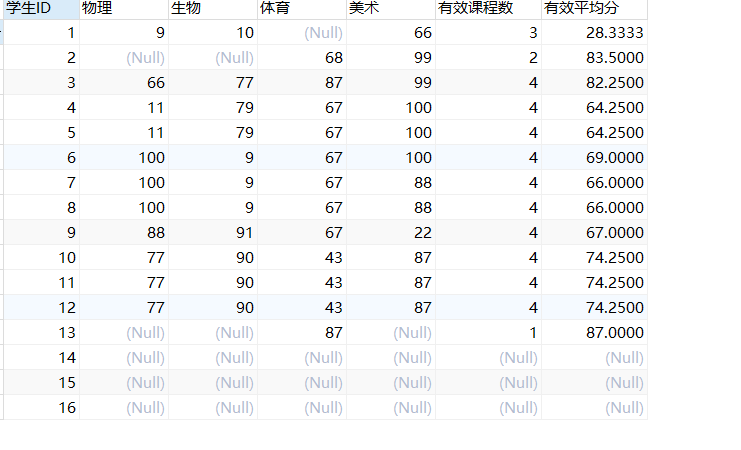 学生ID 物理 生物 体育 美术 有效课程数 有效平均分
1 9 10 (Null) 66 3 28.3333
2 (Null) (Null) 68 99 2 83.5000
3 66 77 87 99 4 82.2500
4 11 79 67 100 4 64.2500
5 11 79 67 100 4 64.2500
6 100 9 67 100 4 69.0000
7 100 9 67 88 4 66.0000
8 100 9 67 88 4 66.0000
9 88 91 67 22 4 67.0000
10 77 90 43 87 4 74.2500
11 77 90 43 87 4 74.2500
12 77 90 43 87 4 74.2500
13 (Null) (Null) 87 (Null) 1 87.0000
14 (Null) (Null) (Null) (Null) (Null) (Null)
15 (Null) (Null) (Null) (Null) (Null) (Null)
16 (Null) (Null) (Null) (Null) (Null) (Null)